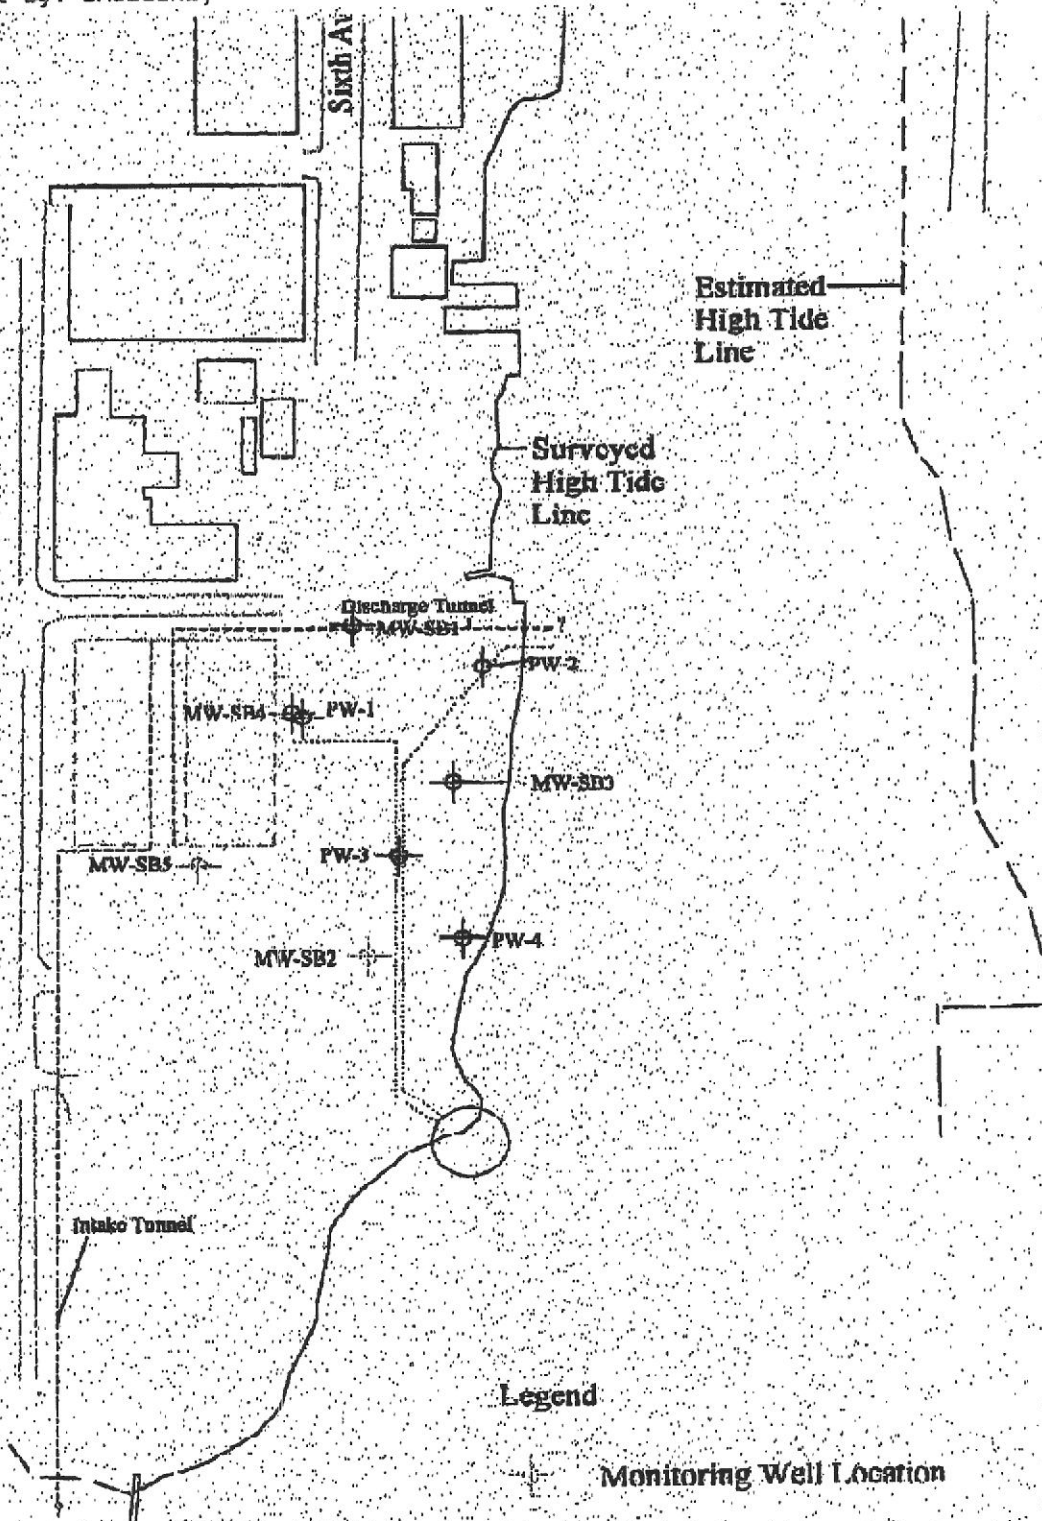 Sixth Av
Estimated
High Tide
Line
Surveyed
High Tide
Line
Discharge Tunnel
MW-SB1
?
PW-2
MW-SB4
PW-1
MW-SB3
PW-3
MW-SB5
PW-4
MW-SB2
Intake Tunnel
Legend
Monitoring Well Location